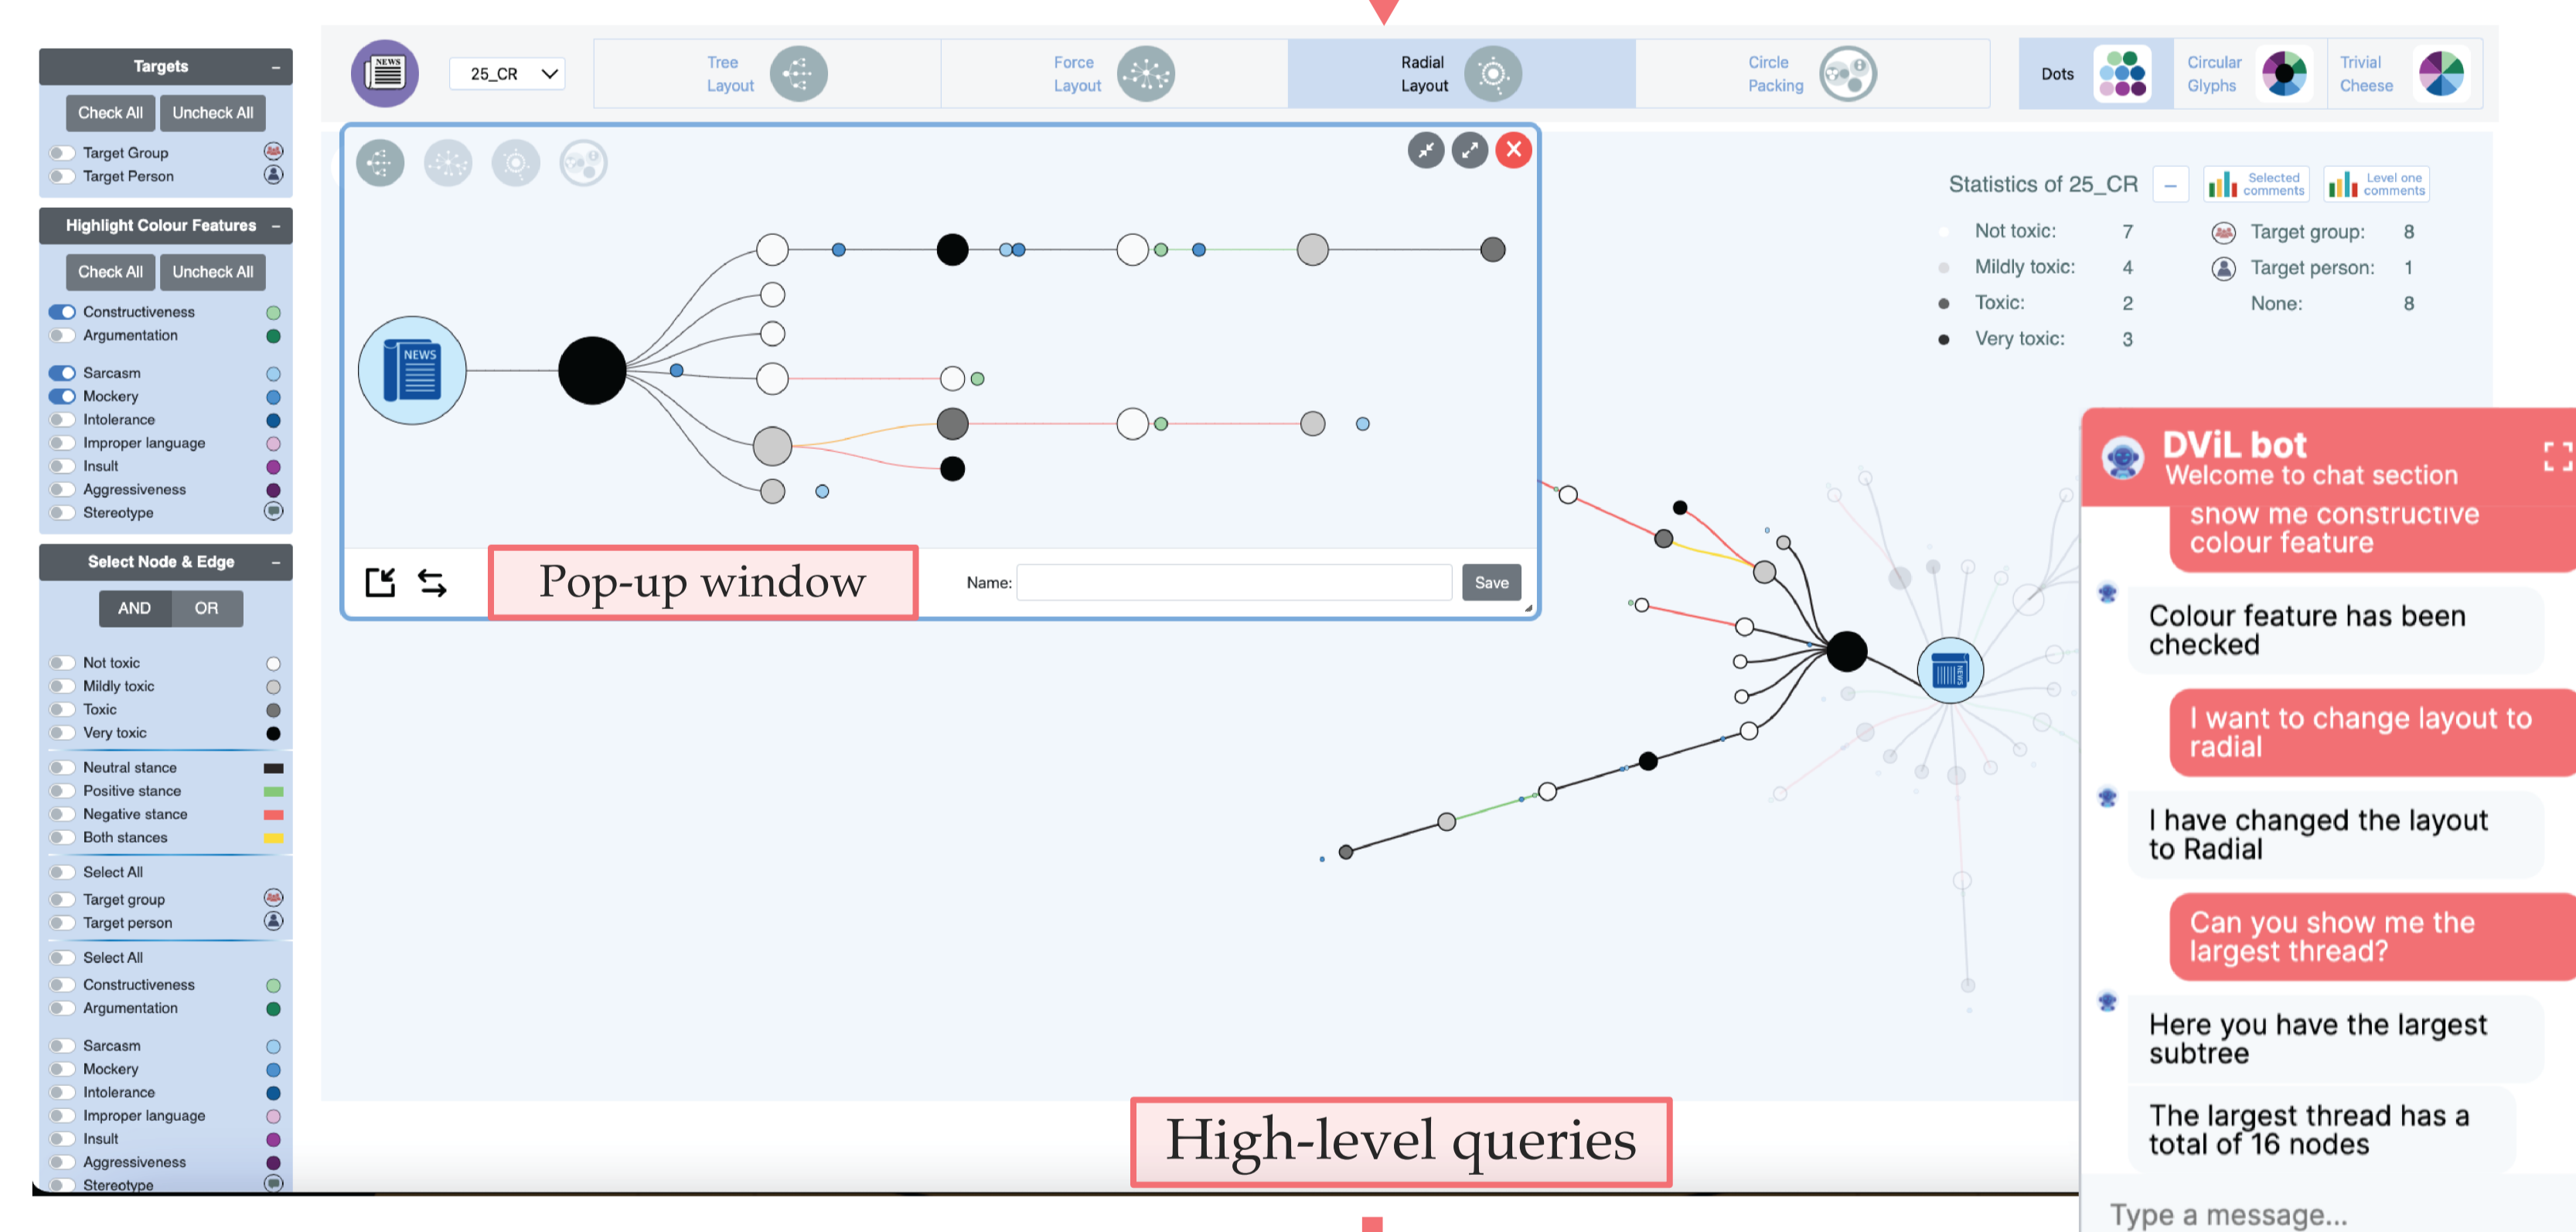 Targets –
Check All Uncheck All
Target Group
Target Person
Highlight Colour Features –
Check All Uncheck All
Constructiveness
Argumentation
Sarcasm
Mockery
Intolerance
Improper language
Insult
Aggressiveness
Stereotype
Select Node & Edge –
AND OR
Not toxic
Mildly toxic
Toxic
Very toxic
Neutral stance
Positive stance
Negative stance
Both stances
Select All
Target group
Target person
Select All
Constructiveness
Argumentation
Sarcasm
Mockery
Intolerance
Improper language
Insult
Aggressiveness
Stereotype
NEWS
25_CR
Tree
Layout
Force
Layout
Radial
Layout
Circle
Packing
Dots
Circular
Glyphs
Trivial
Cheese
NEWS
Pop-up window
Name:
Save
Statistics of 25_CR –
Selected
comments
Level one
comments
Not toxic: 7
Mildly toxic: 4
Toxic: 2
Very toxic: 3
Target group: 8
Target person: 1
None: 8
NEWS
High-level queries
DViL bot
Welcome to chat section
show me constructive
colour feature
Colour feature has been
checked
I want to change layout to
radial
I have changed the layout
to Radial
Can you show me the
largest thread?
Here you have the largest
subtree
The largest thread has a
total of 16 nodes
Type a message...